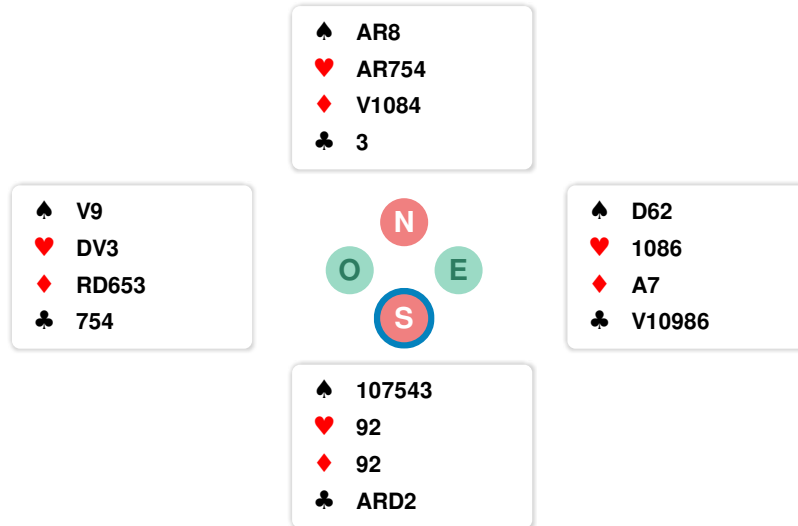 ♠ AR8
♥ AR754
♦ V1084
♣ 3
♠ V9
♥ DV3
♦ RD653
♣ 754
N
O E
S
♠ D62
♥ 1086
♦ A7
♣ V10986
♠ 107543
♥ 92
♦ 92
♣ ARD2